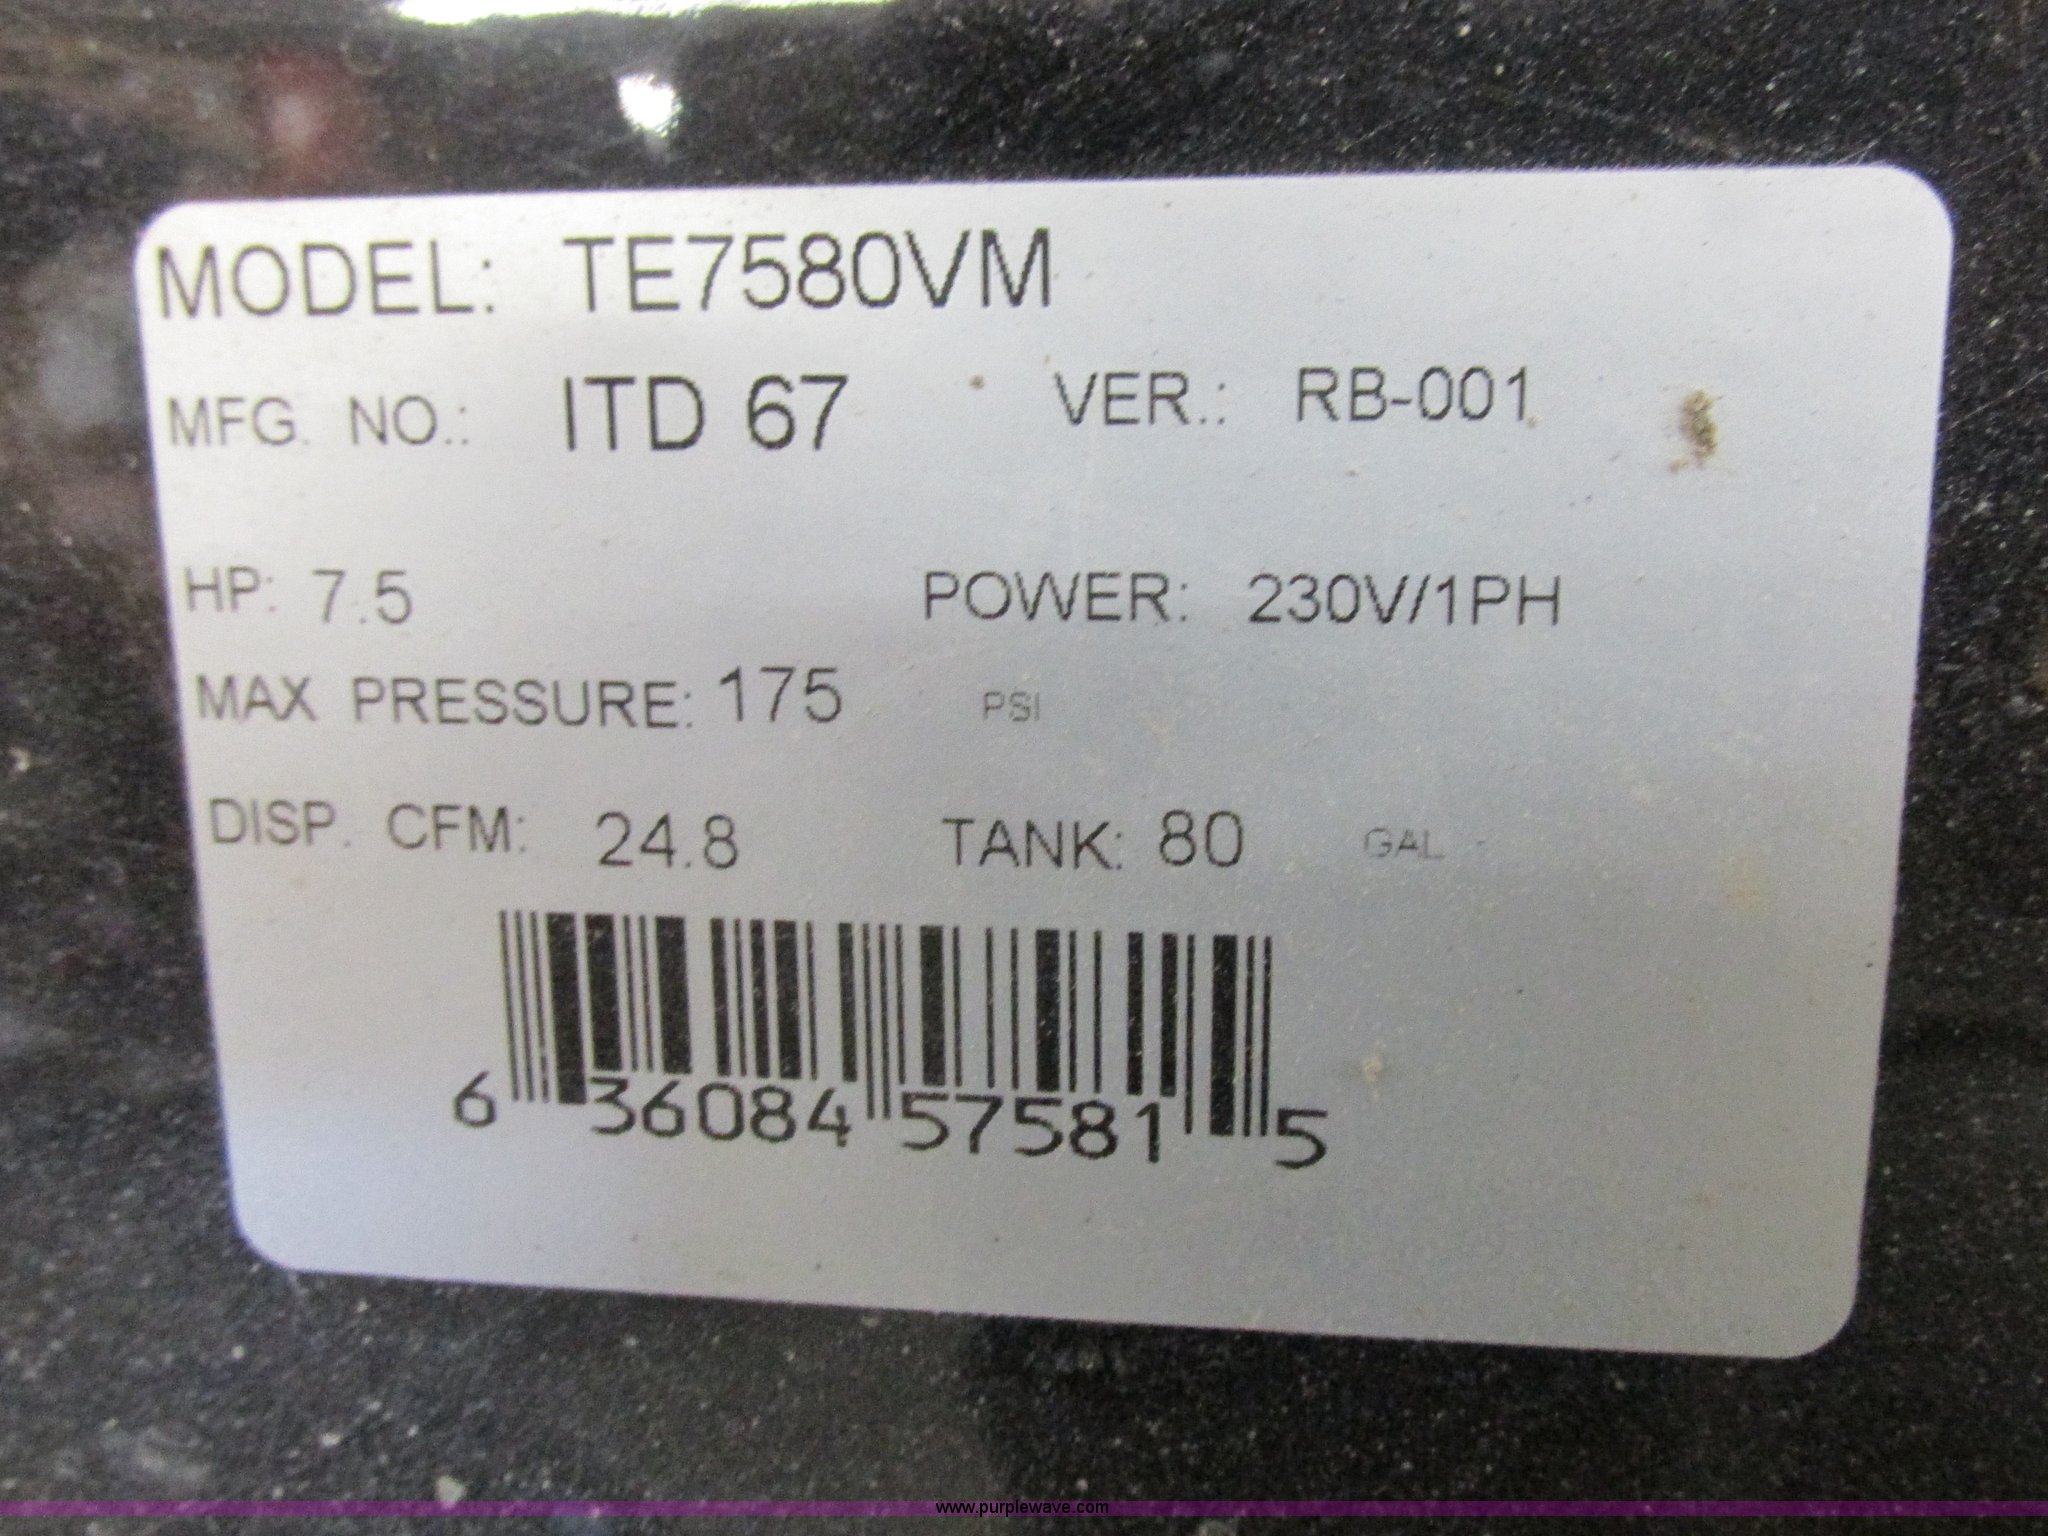 MODEL: TE7580VM
MFG. NO.: ITD 67 VER.: RB-001
HP: 7.5 POWER: 230V/1PH
MAX PRESSURE: 175 PSI
DISP. CFM: 24.8 TANK: 80 GAL
6 36084 57581 5
www.purplewave.com